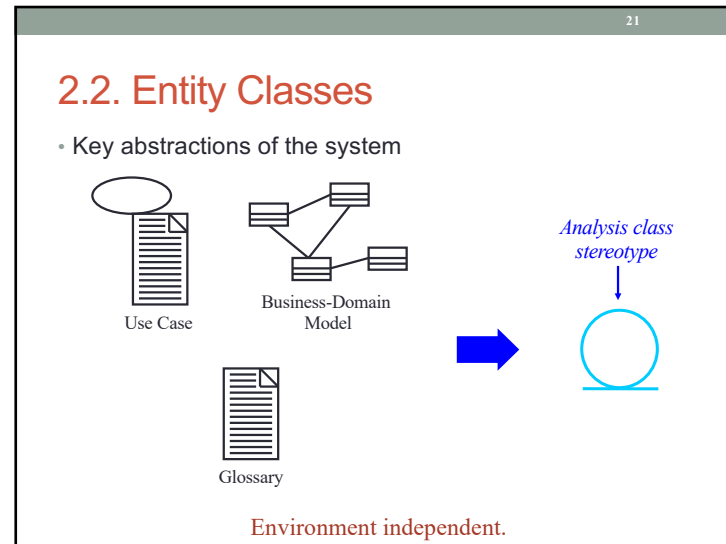 21
2.2. Entity Classes
• Key abstractions of the system
Analysis class
stereotype
Use Case
Business-Domain
Model
Glossary
Environment independent.